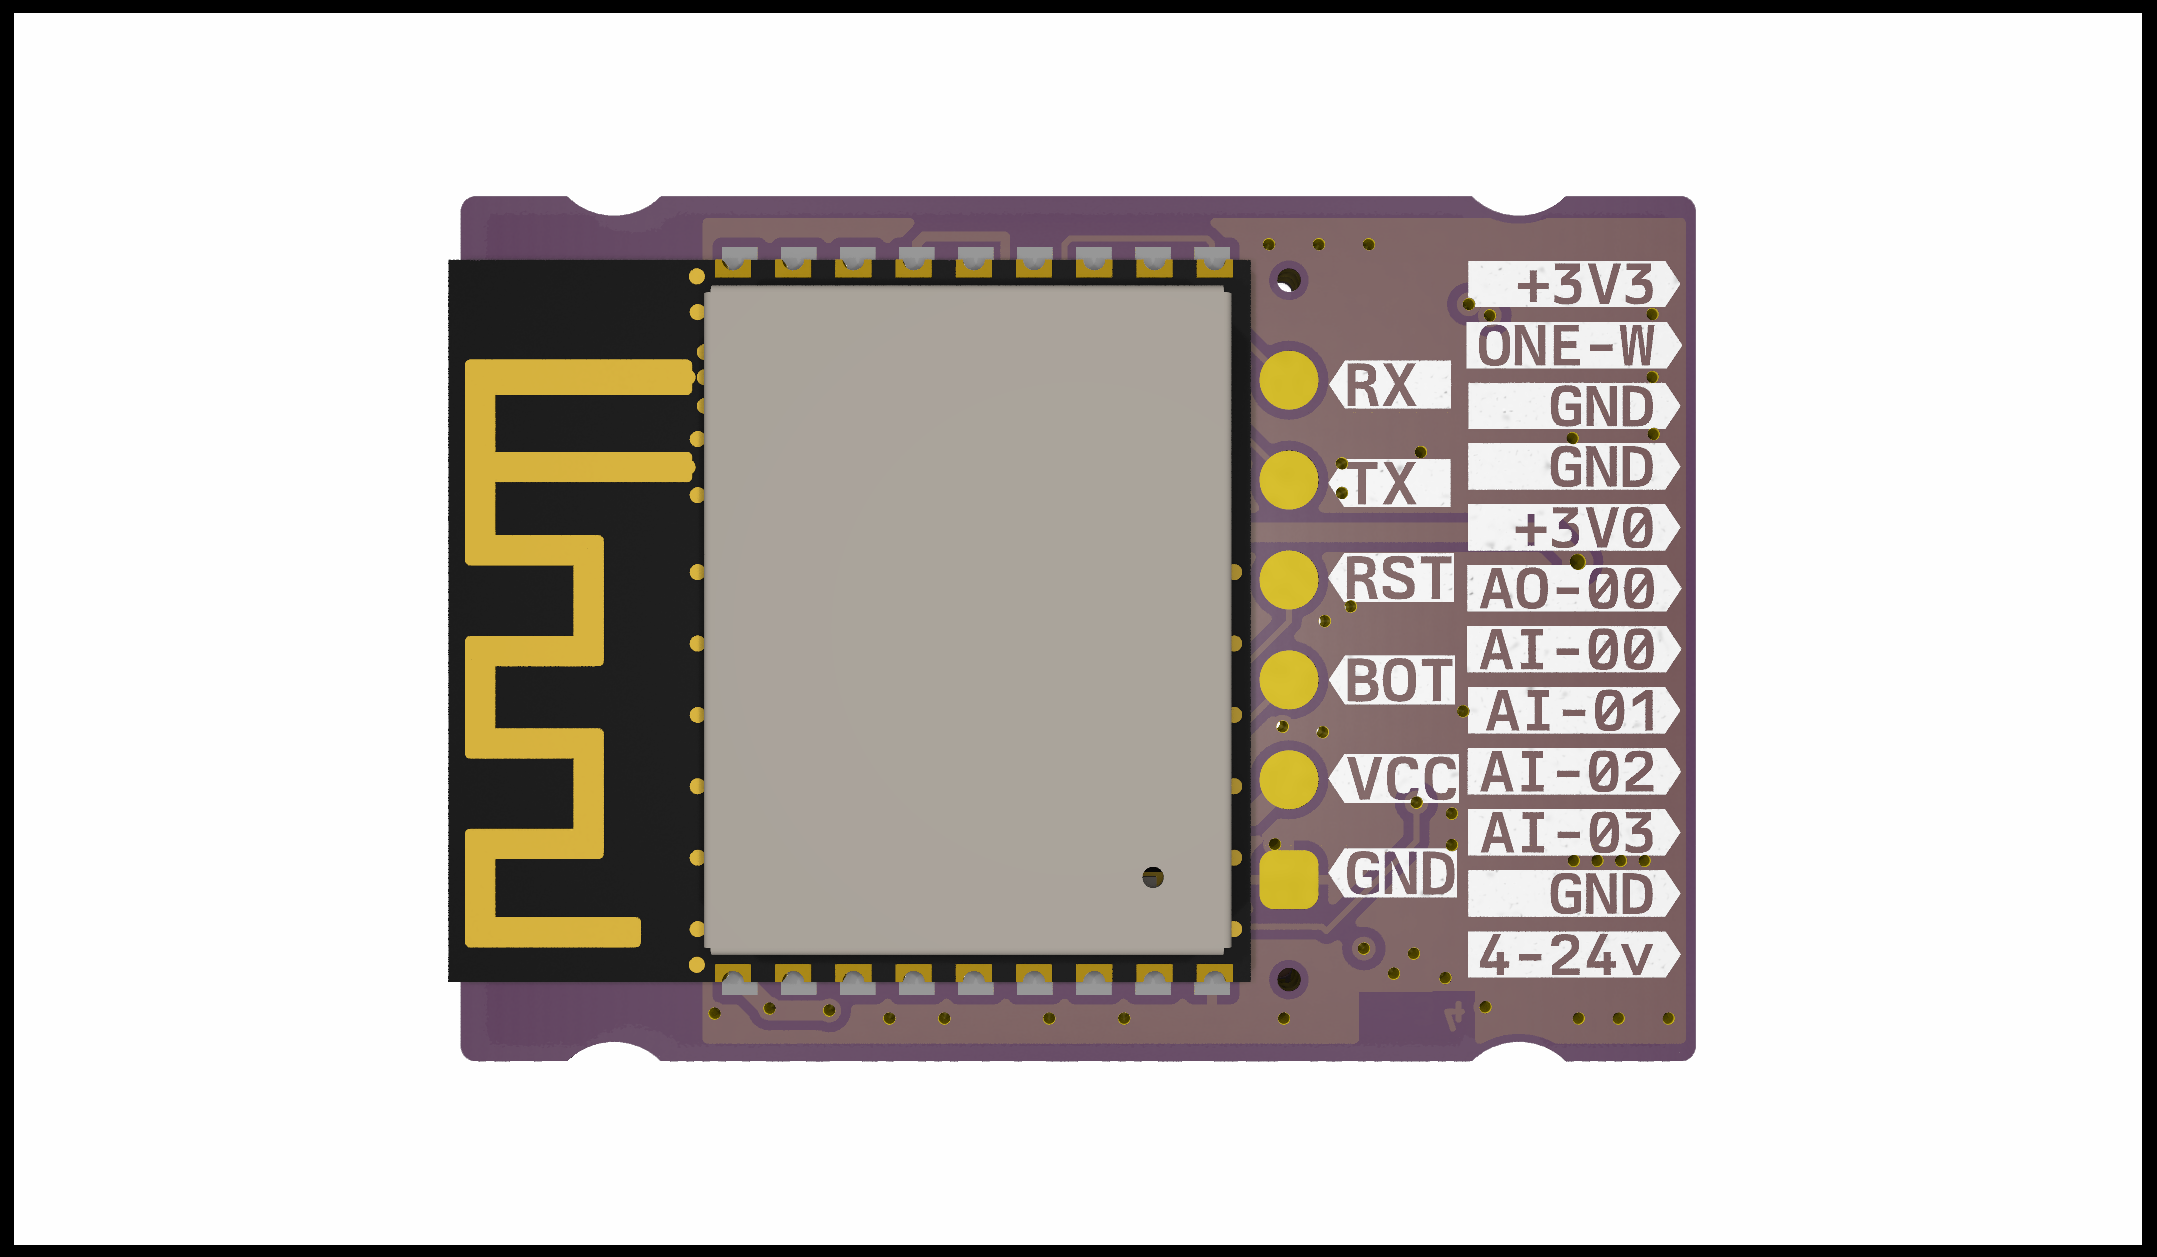 +3V3
ONE-W
RX
GND
TX
GND
+3V0
RST
AO-00
AI-00
BOT
AI-01
VCC
AI-02
AI-03
GND
GND
4-24v
4